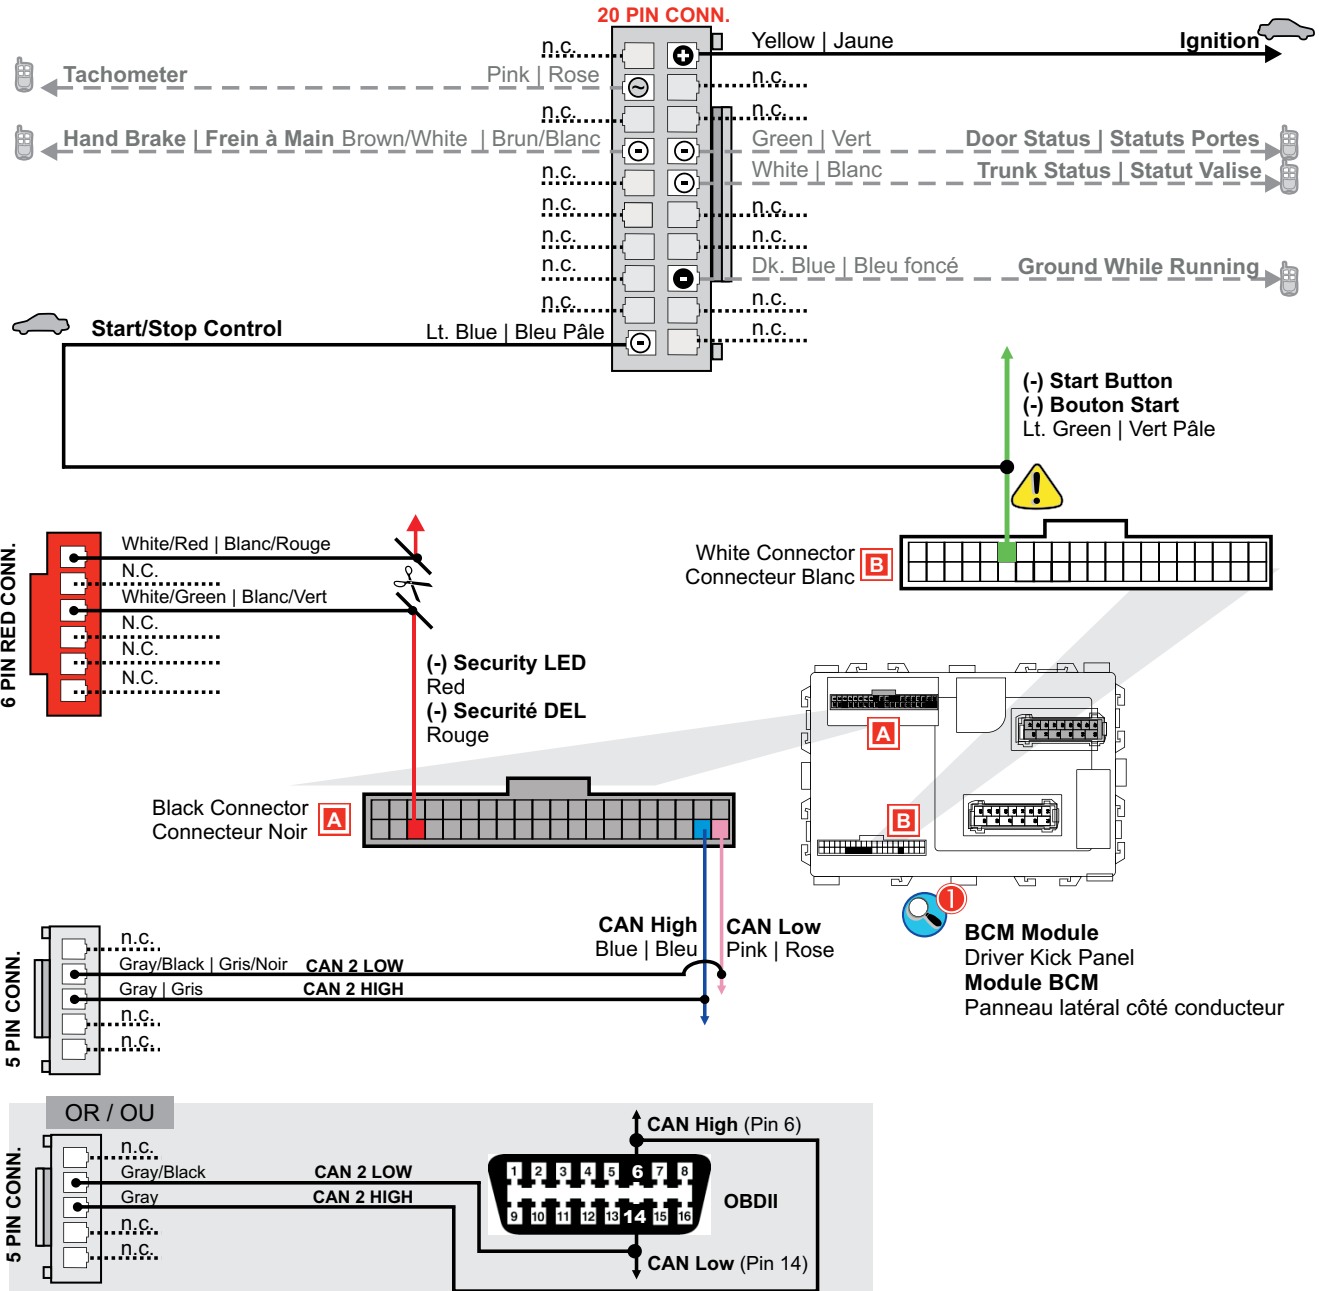 20 PIN CONN.
n.c. Yellow | Jaune Ignition
Tachometer Pink | Rose n.c.
n.c. n.c.
Hand Brake | Frein à Main Brown/White | Brun/Blanc Green | Vert Door Status | Statuts Portes
n.c. White | Blanc Trunk Status | Statut Valise
n.c. n.c.
n.c. n.c.
n.c. Dk. Blue | Bleu foncé Ground While Running
n.c. n.c.
Start/Stop Control Lt. Blue | Bleu Pâle n.c.
(-) Start Button
(-) Bouton Start
Lt. Green | Vert Pâle
6 PIN RED CONN.
White/Red | Blanc/Rouge
N.C.
White/Green | Blanc/Vert
N.C.
N.C.
N.C.
White Connector
Connecteur Blanc
B
(-) Security LED
Red
(-) Securité DEL
Rouge
A
B
Black Connector
Connecteur Noir
A
1
BCM Module
Driver Kick Panel
Module BCM
Panneau latéral côté conducteur
CAN High
Blue | Bleu
CAN Low
Pink | Rose
5 PIN CONN.
n.c.
Gray/Black | Gris/Noir CAN 2 LOW
Gray | Gris CAN 2 HIGH
n.c.
n.c.
OR / OU
5 PIN CONN.
n.c.
Gray/Black CAN 2 LOW
Gray CAN 2 HIGH
n.c.
n.c.
CAN High (Pin 6)
1 2 3 4 5 6 7 8
9 10 11 12 13 14 15 16
OBDII
CAN Low (Pin 14)